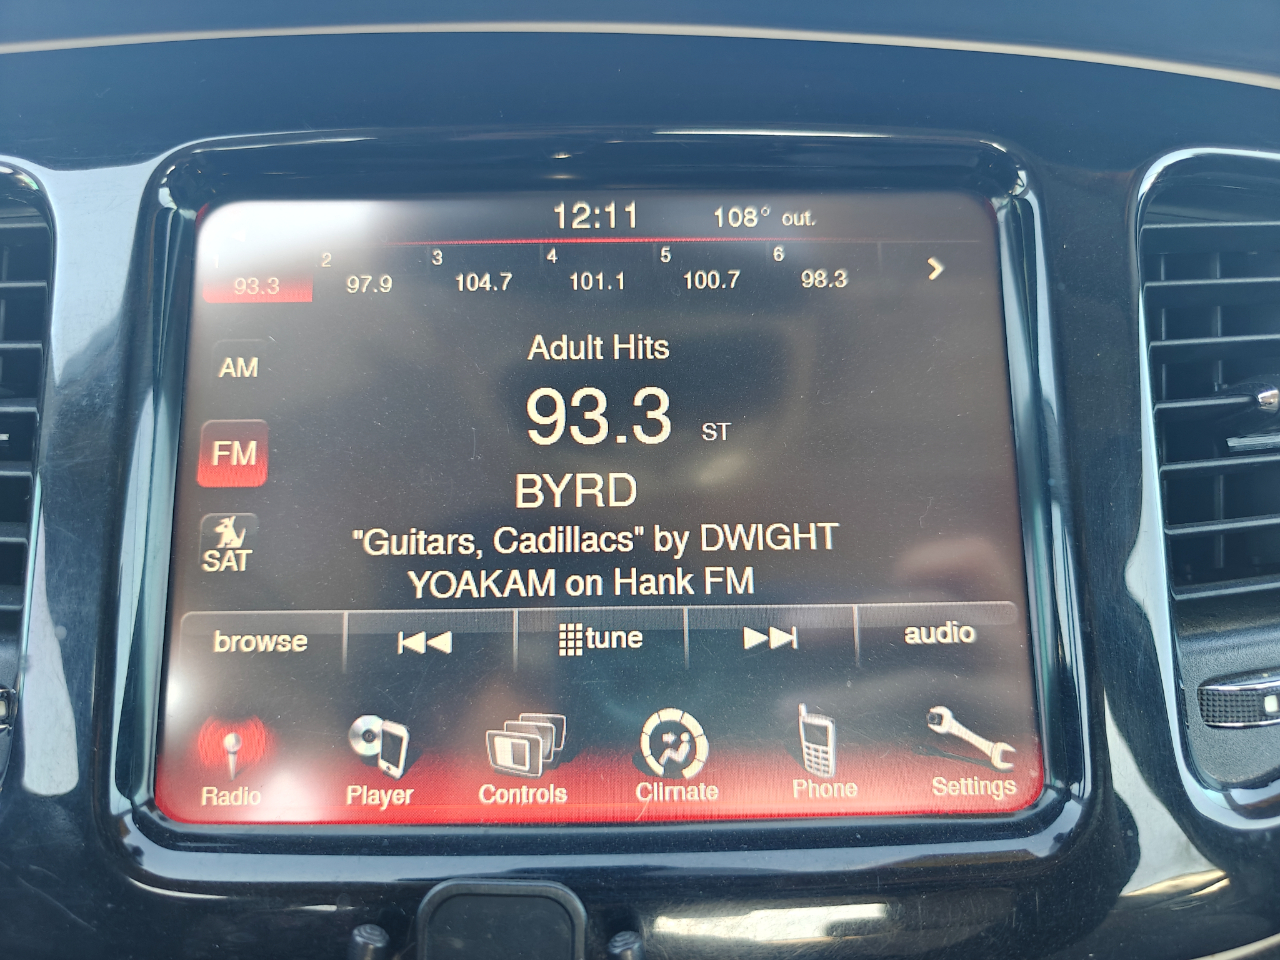 12:11 108° out.
1 2 3 4 5 6
93.3 97.9 104.7 101.1 100.7 98.3 >
Adult Hits
AM
93.3 ST
FM
BYRD
"Guitars, Cadillacs" by DWIGHT
SAT
YOAKAM on Hank FM
browse tune audio
Radio Player Controls Climate Phone Settings